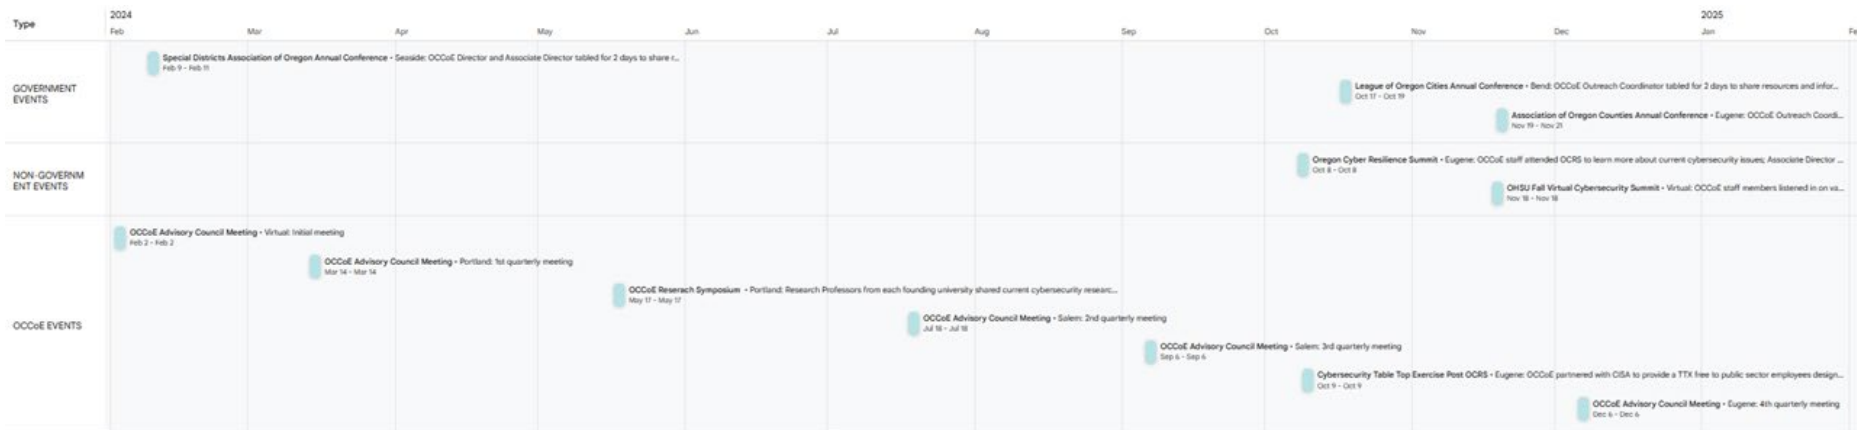 Type
2024
2025
Feb
Mar
Apr
May
Jun
Jul
Aug
Sep
Oct
Nov
Dec
Jan
Fe
GOVERNMENT
EVENTS
Special Districts Association of Oregon Annual Conference • Seaside: OCCoE Director and Associate Director tabled for 2 days to share r...
Feb 9 - Feb 11
League of Oregon Cities Annual Conference • Bend: OCCoE Outreach Coordinator tabled for 2 days to share resources and infor...
Oct 17 - Oct 19
Association of Oregon Counties Annual Conference • Eugene: OCCoE Outreach Coordi...
Nov 19 - Nov 21
NON-GOVERNM
ENT EVENTS
Oregon Cyber Resilience Summit • Eugene: OCCoE staff attended OCRS to learn more about current cybersecurity issues; Associate Director ...
Oct 8 - Oct 8
OHSU Fall Virtual Cybersecurity Summit • Virtual: OCCoE staff members listened in on va...
Nov 18 - Nov 18
OCCoE EVENTS
OCCoE Advisory Council Meeting • Virtual: Initial meeting
Feb 2 - Feb 2
OCCoE Advisory Council Meeting • Portland: 1st quarterly meeting
Mar 14 - Mar 14
OCCoE Reserach Symposium • Portland: Research Professors from each founding university shared current cybersecurity researc...
May 17 - May 17
OCCoE Advisory Council Meeting • Salem: 2nd quarterly meeting
Jul 18 - Jul 18
OCCoE Advisory Council Meeting • Salem: 3rd quarterly meeting
Sep 6 - Sep 6
Cybersecurity Table Top Exercise Post OCRS • Eugene: OCCoE partnered with CISA to provide a TTX free to public sector employees design...
Oct 9 - Oct 9
OCCoE Advisory Council Meeting • Eugene: 4th quarterly meeting
Dec 6 - Dec 6